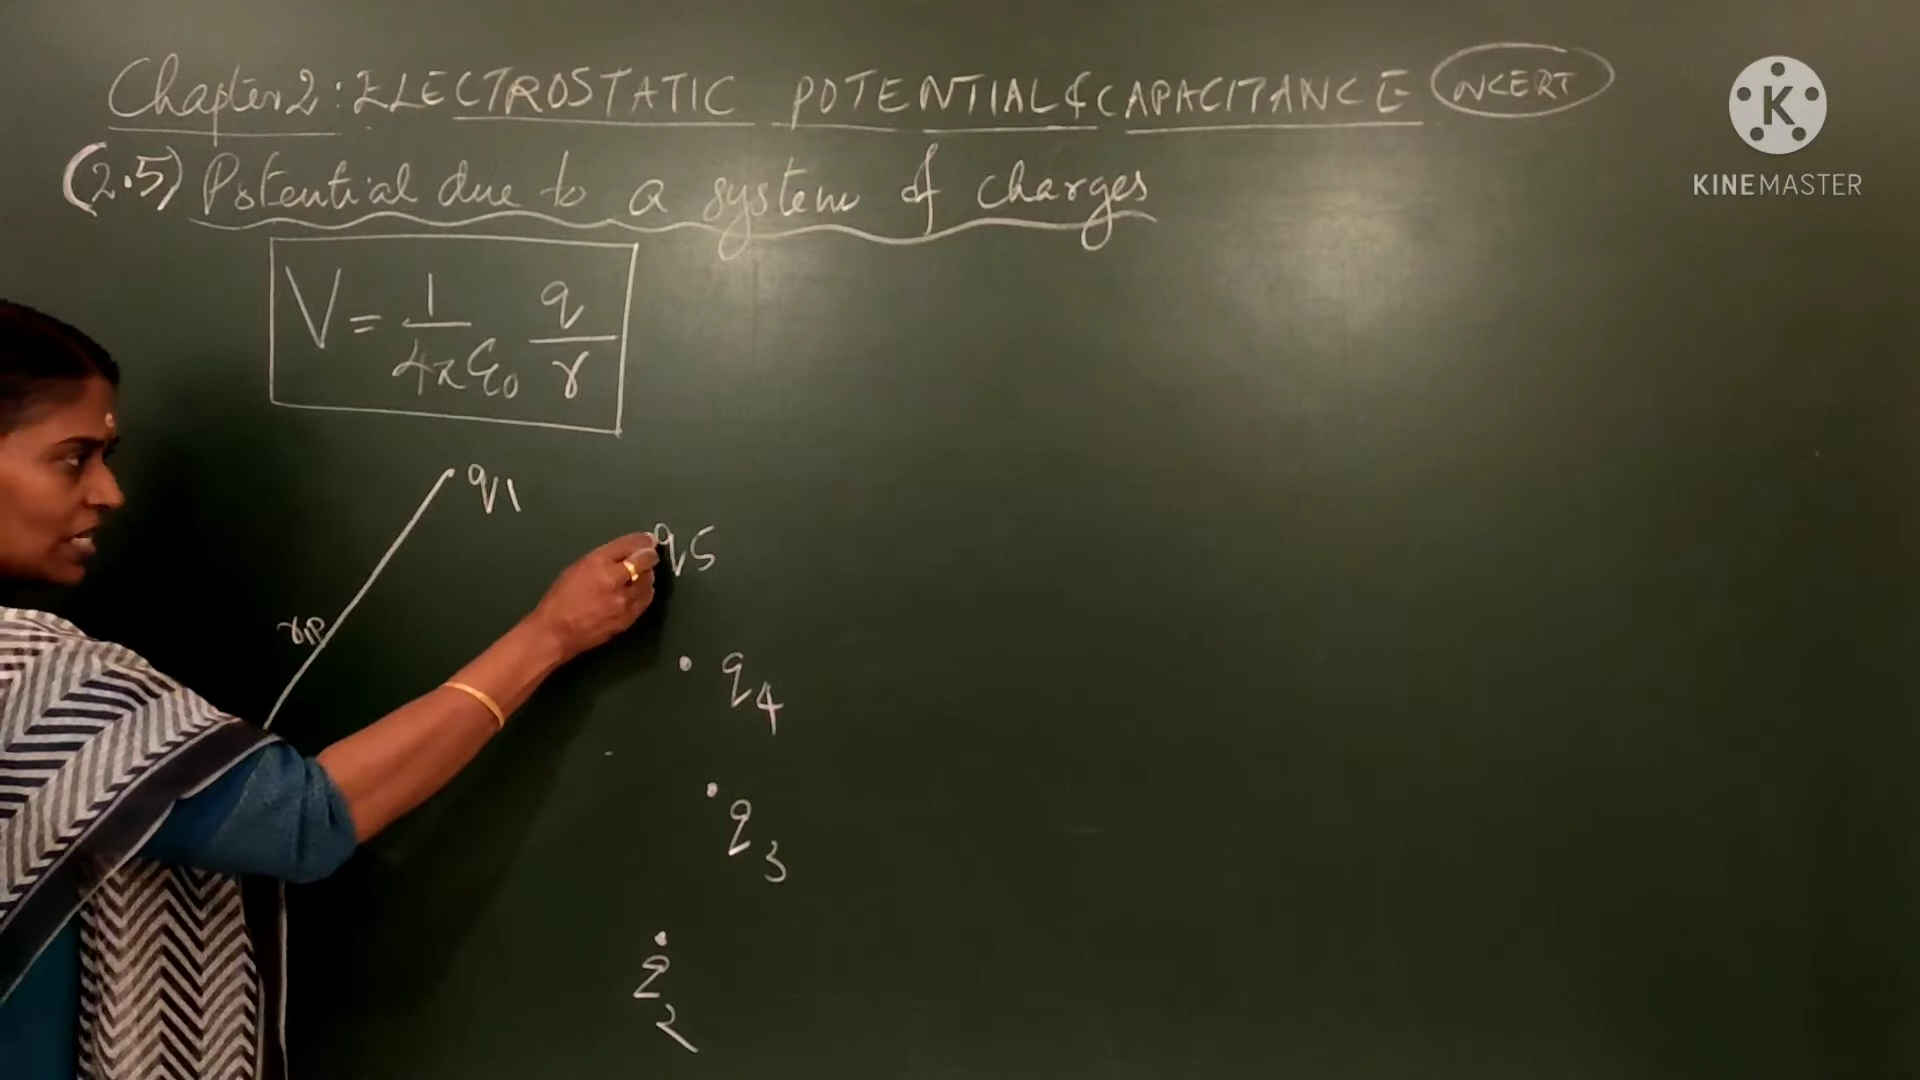 Chapter 2: ELECTROSTATIC POTENTIAL & CAPACITANCE NCERT
(2.5) Potential due to a system of charges
V = 1/4πε0 q/r
q1
q5
r1P
q4
q3
q2
K
KINEMASTER